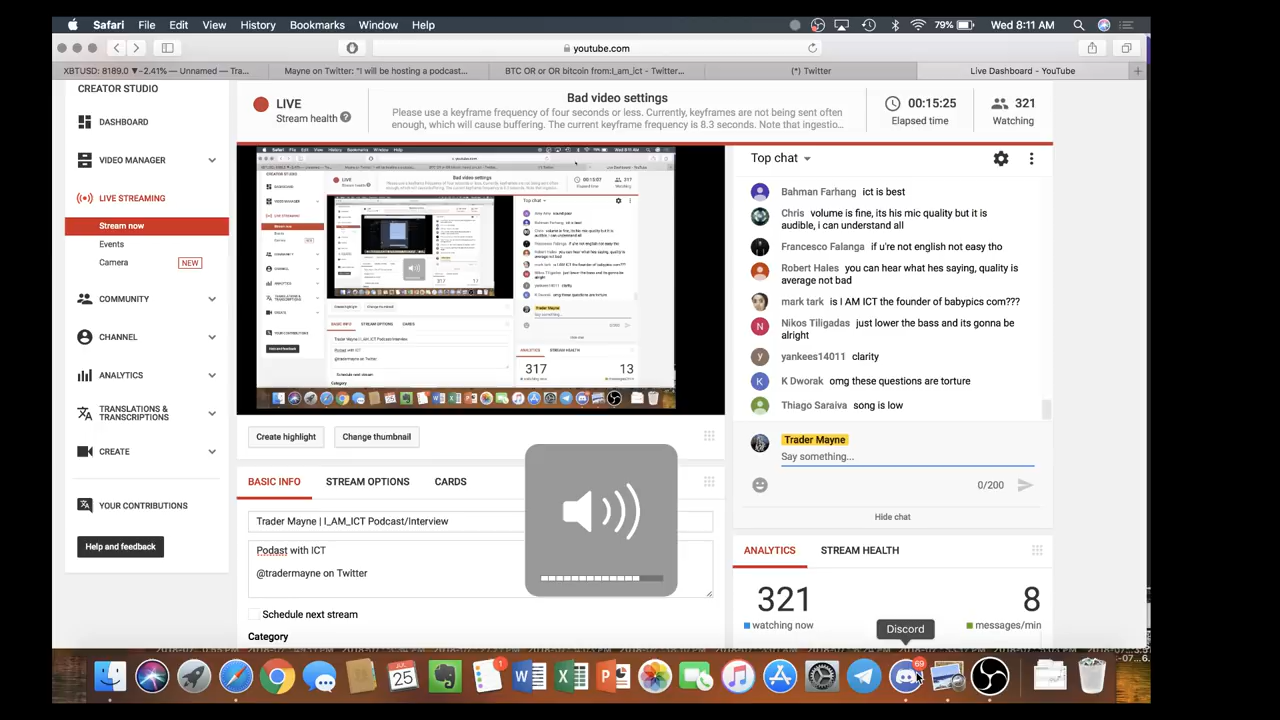 Safari File Edit View History Bookmarks Window Help
79% Wed 8:11 AM
youtube.com
XBTUSD: 8189.0 ▼−2.41% — Unnamed — Tra...
Mayne on Twitter: "I will be hosting a podcast...
BTC OR or OR bitcoin from:I_am_ict - Twitter...
(*) Twitter
Live Dashboard - YouTube
CREATOR STUDIO
DASHBOARD
VIDEO MANAGER
LIVE STREAMING
Stream now
Events
Camera NEW
COMMUNITY
CHANNEL
ANALYTICS
TRANSLATIONS &
TRANSCRIPTIONS
CREATE
YOUR CONTRIBUTIONS
Help and feedback
LIVE
Stream health
Bad video settings
Please use a keyframe frequency of four seconds or less. Currently, keyframes are not being sent often
enough, which will cause buffering. The current keyframe frequency is 8.3 seconds. Note that ingestio...
00:15:25
Elapsed time
321
Watching
Create highlight
Change thumbnail
BASIC INFO STREAM OPTIONS CARDS
Trader Mayne | I_AM_ICT Podcast/Interview
Podast with ICT
@tradermayne on Twitter
Schedule next stream
Category
Top chat
Bahman Farhang ict is best
Chris volume is fine, its his mic quality but it is
audible, i can understand all
Francesco Falanga if u're not english not easy tho
Robert Hales you can hear what hes saying, quality is
average not bad
mark tark is I AM ICT the founder of babypips com???
Nikos Tiligadas just lower the bass and its gonna be
alright
yankees14011 clarity
K Dworak omg these questions are torture
Thiago Saraiva song is low
Trader Mayne
Say something...
0/200
Hide chat
ANALYTICS STREAM HEALTH
321
watching now
8
messages/min
Discord
JUL
25
1
69